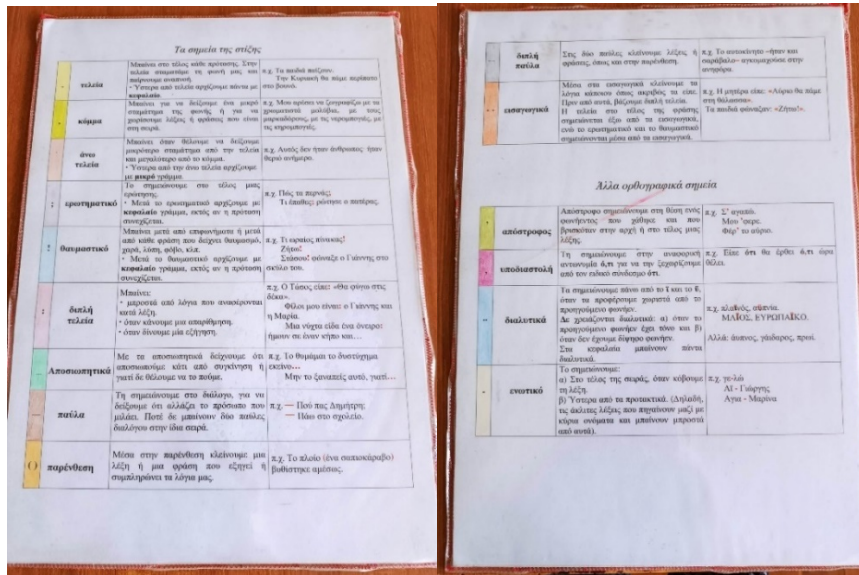 Τα σημεία της στίξης
.
τελεία
Μπαίνει στο τέλος κάθε πρότασης. Στην
τελεία σταματάμε τη φωνή μας και
παίρνουμε αναπνοή.
· Ύστερα από τελεία αρχίζουμε πάντα με
κεφαλαίο.
π.χ. Τα παιδιά παίζουν.
Την Κυριακή θα πάμε περίπατο
στο βουνό.
,
κόμμα
Μπαίνει για να δείξουμε ένα μικρό
σταμάτημα της φωνής ή για να
χωρίσουμε λέξεις ή φράσεις που είναι
στη σειρά.
π.χ. Μου αρέσει να ζωγραφίζω με τα
χρωματιστά μολύβια, με τους
μαρκαδόρους, με τις νερομπογιές, με
τις κηρομπογιές.
άνω
τελεία
Μπαίνει όταν θέλουμε να δείξουμε
μικρότερο σταμάτημα από την τελεία
και μεγαλύτερο από το κόμμα.
· Ύστερα από την άνω τελεία αρχίζουμε
με μικρό γράμμα.
π.χ. Αυτός δεν ήταν άνθρωπος· ήταν
θεριό ανήμερο.
;
ερωτηματικό
Το σημειώνουμε στο τέλος μιας
ερώτησης.
· Μετά το ερωτηματικό αρχίζουμε με
κεφαλαίο γράμμα, εκτός αν η πρόταση
συνεχίζεται.
π.χ. Πώς τα περνάς;
Τι έπαθες; ρώτησε ο πατέρας.
!
θαυμαστικό
Μπαίνει μετά από επιφωνήματα ή μετά
από κάθε φράση που δείχνει θαυμασμό,
χαρά, λύπη, φόβο, κλπ.
· Μετά το θαυμαστικό αρχίζουμε με
κεφαλαίο γράμμα, εκτός αν η πρόταση
συνεχίζεται.
π.χ. Τι ωραίος πίνακας!
Ζήτω!
Στάσου! φώναξε ο Γιάννης στο
σκύλο του.
:
διπλή
τελεία
Μπαίνει:
· μπροστά από λόγια που αναφέρονται
κατά λέξη.
· όταν κάνουμε μια απαρίθμηση.
· όταν δίνουμε μία εξήγηση.
π.χ. Ο Τάσος είπε: «Θα φύγω στις
δέκα».
Φίλοι μου είναι: ο Γιάννης και
η Μαρία.
Μια νύχτα είδα ένα όνειρο:
ήμουν σε έναν κήπο και…
...
Αποσιωπητικά
Με τα αποσιωπητικά δείχνουμε ότι
αποσιωπούμε κάτι από συγκίνηση ή
γιατί δε θέλουμε να το πούμε.
π.χ. Το θυμάμαι το δυστύχημα
εκείνο…
Μην το ξαναπείς αυτό, γιατί…
–
παύλα
Τη σημειώνουμε στο διάλογο, για να
δείξουμε ότι αλλάζει το πρόσωπο που
μιλάει. Ποτέ δε μπαίνουν δύο παύλες
διαλόγου στην ίδια σειρά.
π.χ. — Πού πας Δημήτρη;
— Πάω στο σχολείο.
( )
παρένθεση
Μέσα στην παρένθεση κλείνουμε μια
λέξη ή μια φράση που εξηγεί ή
συμπληρώνει τα λόγια μας.
π.χ. Το πλοίο (ένα σαπιοκάραβο)
βυθίστηκε αμέσως.
διπλή
παύλα
Στις δύο παύλες κλείνουμε λέξεις ή
φράσεις, όπως και στην παρένθεση.
π.χ. Το αυτοκίνητο –ήταν και
σαράβαλο– αγκομαχούσε στην
ανηφόρα.
εισαγωγικά
Μέσα στα εισαγωγικά κλείνουμε τα
λόγια κάποιου όπως ακριβώς τα είπε.
Πριν από αυτά, βάζουμε διπλή τελεία.
Η τελεία στο τέλος της φράσης
σημειώνεται έξω από τα εισαγωγικά,
ενώ το ερωτηματικό και το θαυμαστικό
σημειώνονται μέσα από τα εισαγωγικά.
π.χ. Η μητέρα είπε: «Αύριο θα πάμε
στη θάλασσα».
Τα παιδιά φώναξαν: «Ζήτω!».
Άλλα ορθογραφικά σημεία
'
απόστροφος
Απόστροφο σημειώνουμε στη θέση ενός
φωνήεντος που χάθηκε και που
βρισκόταν στην αρχή ή στο τέλος μιας
λέξης.
π.χ. Σ' αγαπώ.
Μου 'φερε.
Φέρ' το αύριο.
,
υποδιαστολή
Τη σημειώνουμε στην αναφορική
αντωνυμία ό,τι για να την ξεχωρίζουμε
από τον ειδικό σύνδεσμο ότι.
π.χ. Είπε ότι θα έρθει ό,τι ώρα
θέλει.
διαλυτικά
Τα σημειώνουμε πάνω από το ϊ και το ϋ,
όταν τα προφέρουμε χωριστά από το
προηγούμενο φωνήεν.
Δε χρειάζονται διαλυτικά: α) όταν το
προηγούμενο φωνήεν έχει τόνο και β)
όταν δεν έχουμε δίψηφο φωνήεν.
Στα κεφαλαία μπαίνουν πάντα
διαλυτικά.
π.χ. πλαϊνός, αϋπνία.
ΜΑΪΟΣ, ΕΥΡΩΠΑΪΚΟ.
Αλλά: άυπνος, γάιδαρος, πρωί.
-
ενωτικό
Το σημειώνουμε:
α) Στο τέλος της σειράς, όταν κόβουμε
τη λέξη.
β) Ύστερα από τα προτακτικά. (Δηλαδή,
τις άκλιτες λέξεις που πηγαίνουν μαζί με
κύρια ονόματα και μπαίνουν μπροστά
από αυτά).
π.χ. γε-λώ
Αϊ - Γιώργης
Αγια - Μαρίνα